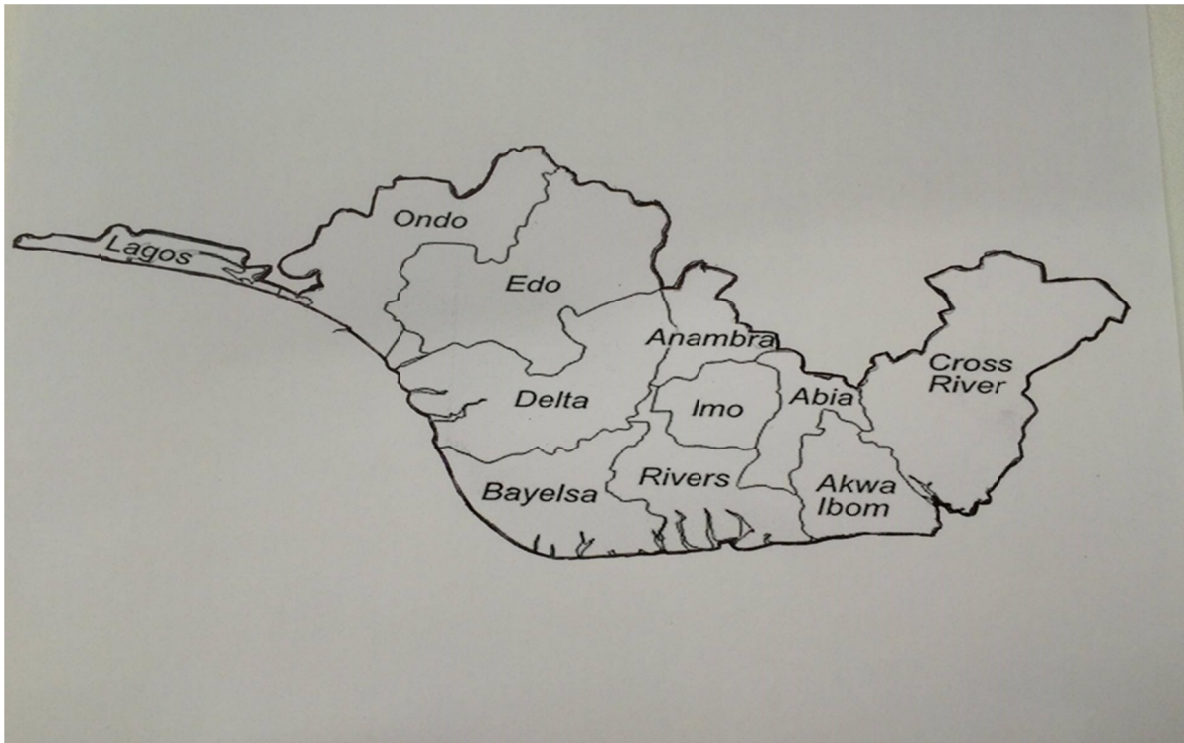 Ondo
Lagos
Edo
Anambra
Cross
River
Delta
Imo
Abia
Bayelsa
Rivers
Akwa
Ibom